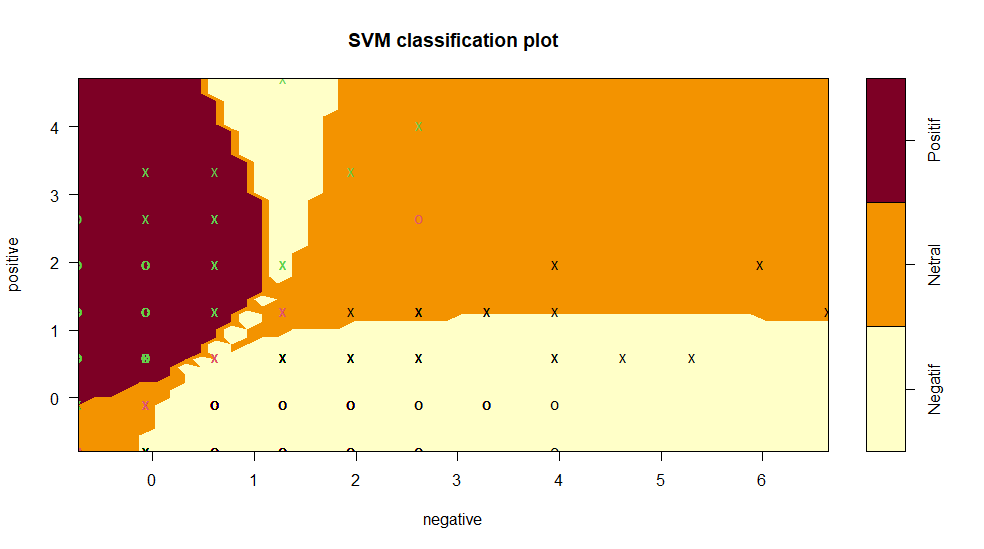 SVM classification plot
positive
4
3
2
1
0
0 1 2 3 4 5 6
negative
Positif
Netral
Negatif